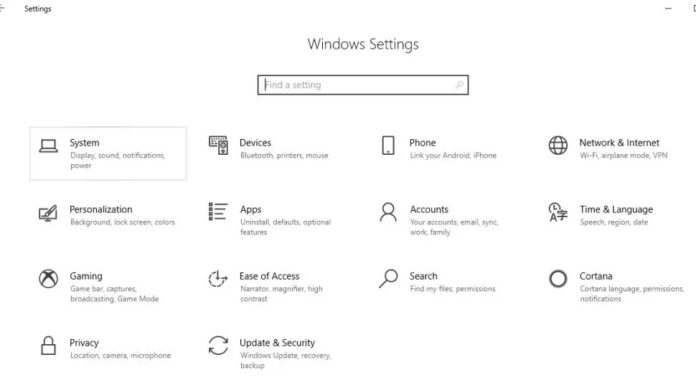 Settings
Windows Settings
Find a setting
System
Display, sound, notifications,
power
Devices
Bluetooth, printers, mouse
Phone
Link your Android, iPhone
Network & Internet
Wi-Fi, airplane mode, VPN
Personalization
Background, lock screen, colors
Apps
Uninstall, defaults, optional
features
Accounts
Your accounts, email, sync,
work, family
Time & Language
Speech, region, date
Gaming
Game bar, captures,
broadcasting, Game Mode
Ease of Access
Narrator, magnifier, high
contrast
Search
Find my files, permissions
Cortana
Cortana language, permissions,
notifications
Privacy
Location, camera, microphone
Update & Security
Windows Update, recovery,
backup